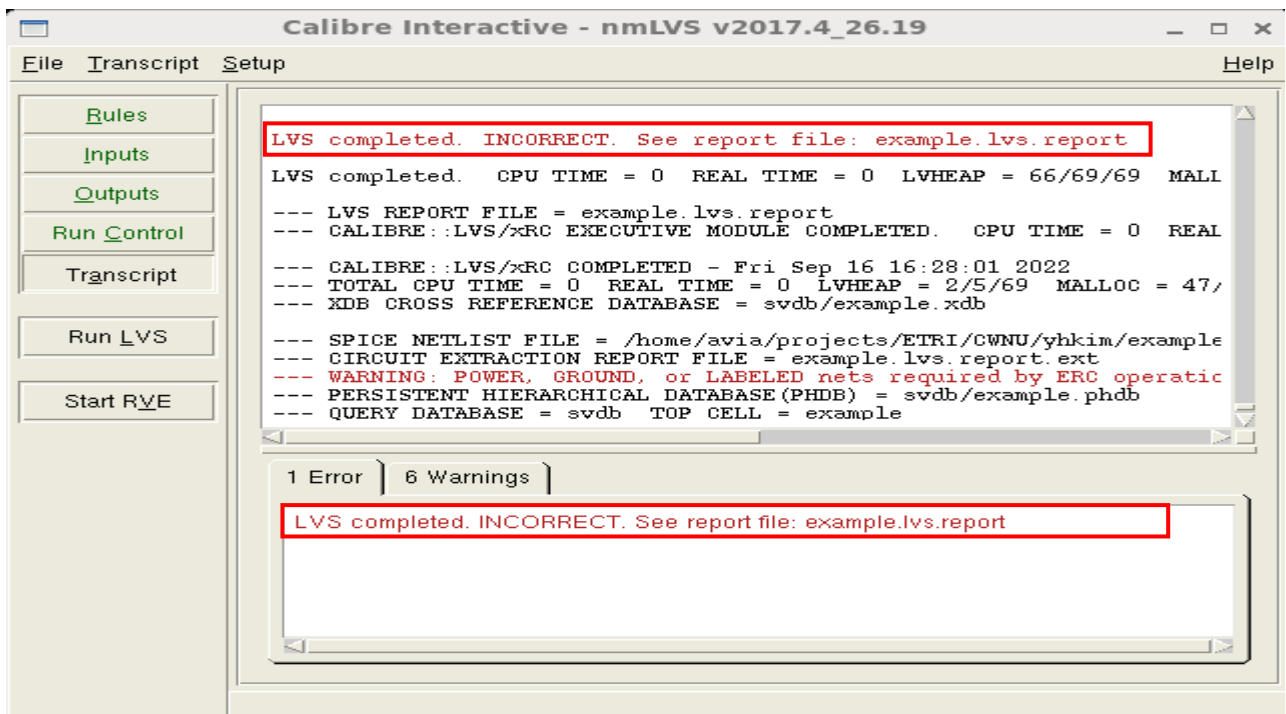 Calibre Interactive - nmLVS v2017.4_26.19
File Transcript Setup Help
Rules
Inputs
Outputs
Run Control
Transcript
Run LVS
Start RVE
LVS completed. INCORRECT. See report file: example.lvs.report
LVS completed. CPU TIME = 0 REAL TIME = 0 LVHEAP = 66/69/69 MALL
--- LVS REPORT FILE = example.lvs.report
--- CALIBRE::LVS/xRC EXECUTIVE MODULE COMPLETED. CPU TIME = 0 REAL
--- CALIBRE::LVS/xRC COMPLETED - Fri Sep 16 16:28:01 2022
--- TOTAL CPU TIME = 0 REAL TIME = 0 LVHEAP = 2/5/69 MALLOC = 47/
--- XDB CROSS REFERENCE DATABASE = svdb/example.xdb
--- SPICE NETLIST FILE = /home/avia/projects/ETRI/CWNU/yhkim/example
--- CIRCUIT EXTRACTION REPORT FILE = example.lvs.report.ext
--- WARNING: POWER, GROUND, or LABELED nets required by ERC operatic
--- PERSISTENT HIERARCHICAL DATABASE(PHDB) = svdb/example.phdb
--- QUERY DATABASE = svdb TOP CELL = example
1 Error 6 Warnings
LVS completed. INCORRECT. See report file: example.lvs.report